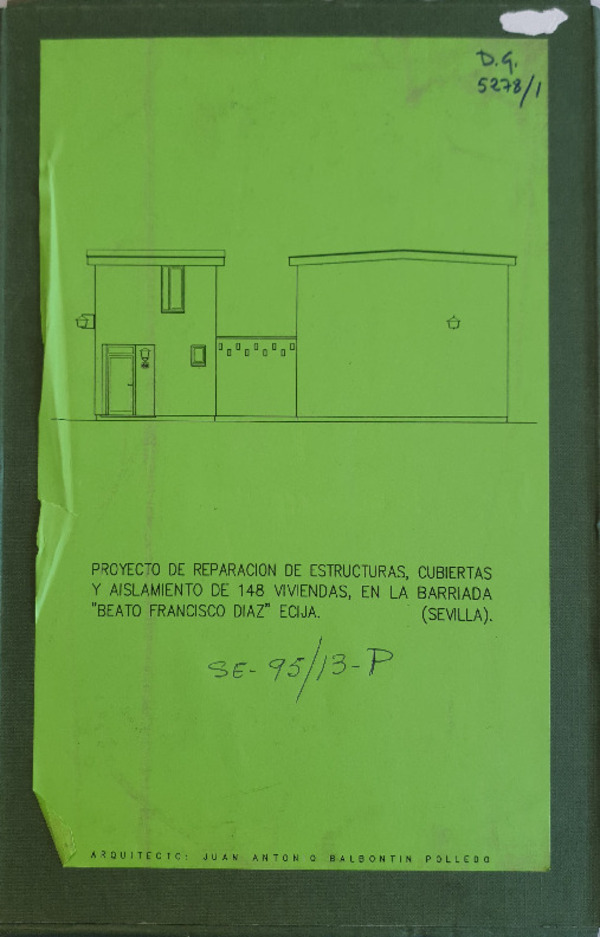 D.G.
5278/1
PROYECTO DE REPARACION DE ESTRUCTURAS, CUBIERTAS
Y AISLAMIENTO DE 148 VIVIENDAS, EN LA BARRIADA
"BEATO FRANCISCO DIAZ" ECIJA. (SEVILLA).
SE-95/13-P
ARQUITECTO: JUAN ANTONIO BALBONTIN POLLEDO